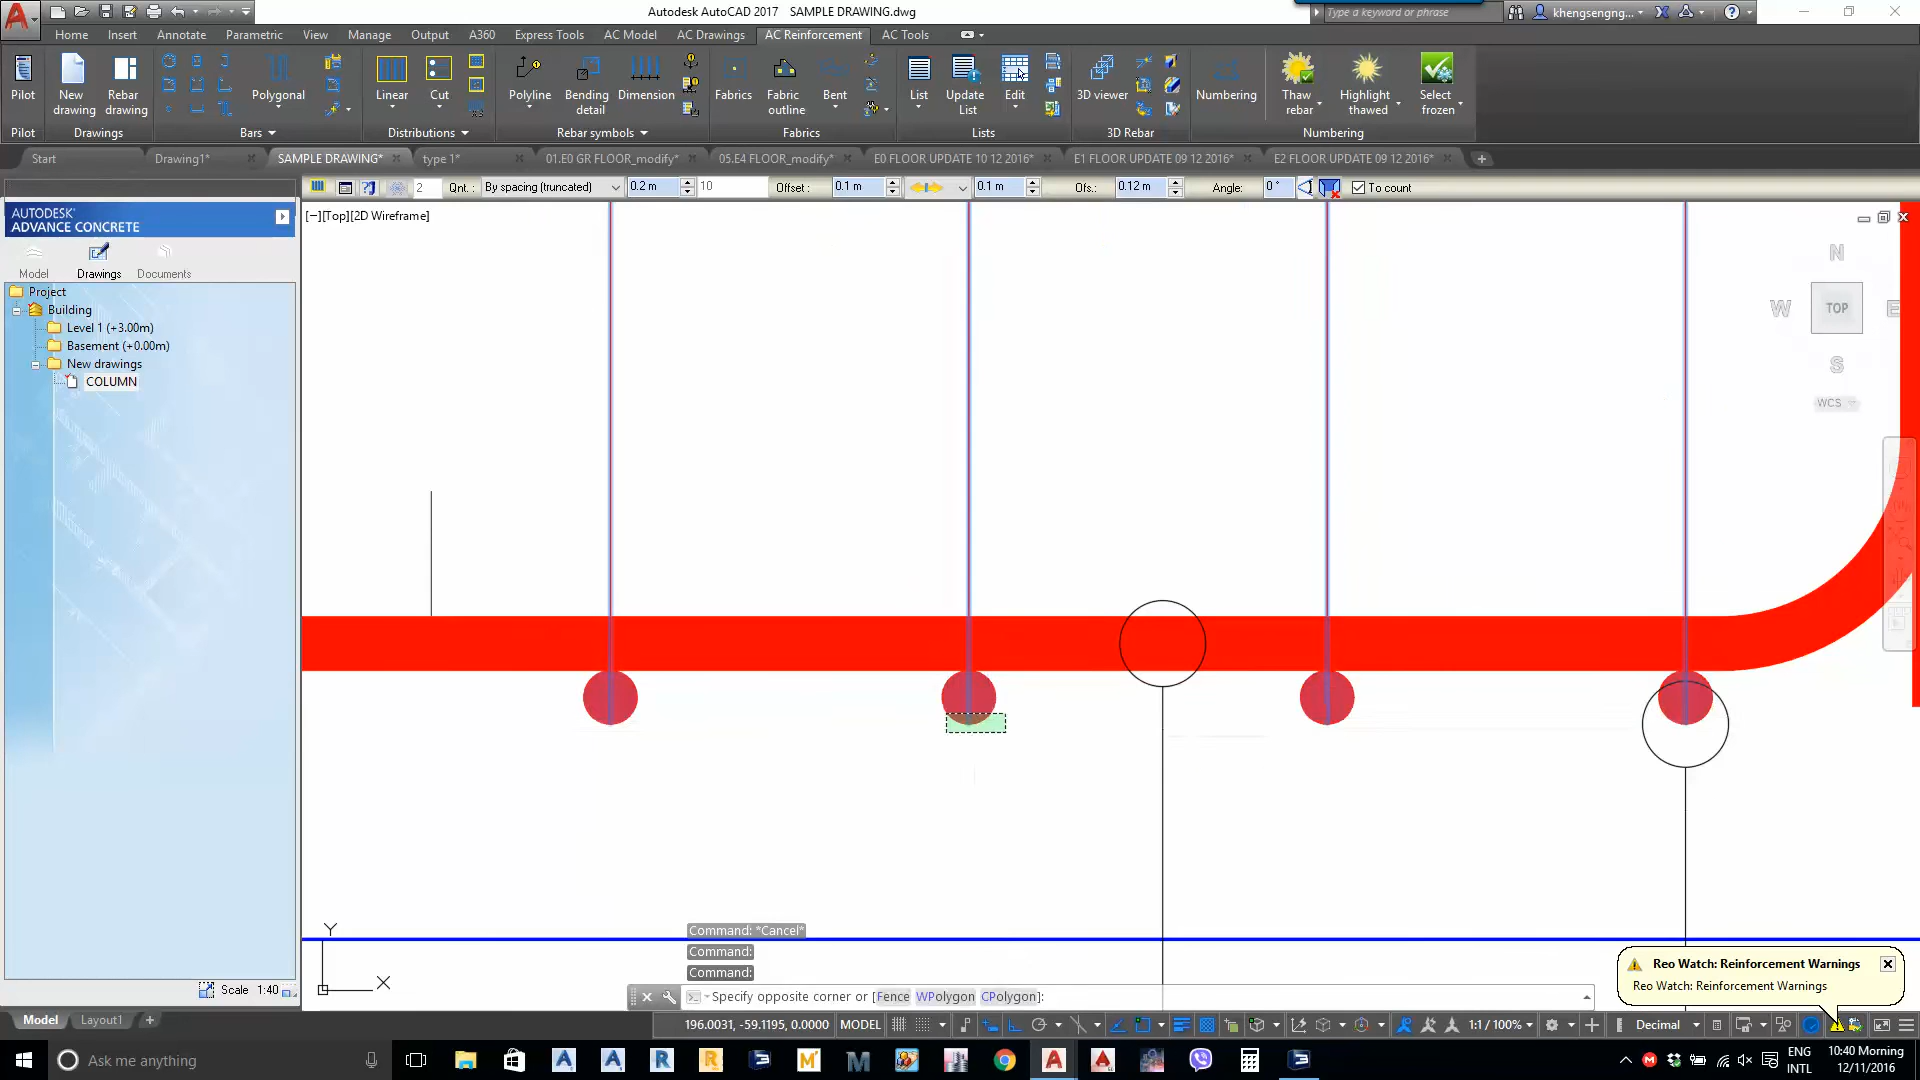 Autodesk AutoCAD 2017 SAMPLE DRAWING.dwg
Type a keyword or phrase
khengsengng...
Home Insert Annotate Parametric View Manage Output A360 Express Tools AC Model AC Drawings AC Reinforcement AC Tools
Pilot New drawing Rebar drawing Polygonal Linear Cut Polyline Bending detail Dimension Fabrics Fabric outline Bent List Update List Edit 3D viewer Numbering Thaw rebar Highlight thawed Select frozen
Pilot Drawings Bars Distributions Rebar symbols Fabrics Lists 3D Rebar Numbering
Start Drawing1* SAMPLE DRAWING* type 1* 01.E0 GR FLOOR_modify* 05.E4 FLOOR_modify* E0 FLOOR UPDATE 10 12 2016* E1 FLOOR UPDATE 09 12 2016* E2 FLOOR UPDATE 09 12 2016*
2 Qnt. : By spacing (truncated) 0.2 m 10 Offset : 0.1 m 0.1 m Ofs.: 0.12 m Angle: 0 ° To count
AUTODESK®
ADVANCE CONCRETE
Model Drawings Documents
Project
Building
Level 1 (+3.00m)
Basement (+0.00m)
New drawings
COLUMN
Scale 1:40
[−][Top][2D Wireframe]
N
W TOP E
S
WCS
Y
X
Command: *Cancel*
Command:
Command:
Specify opposite corner or [Fence WPolygon CPolygon]:
Reo Watch: Reinforcement Warnings
Reo Watch: Reinforcement Warnings
Model Layout1
196.0031, -59.1195, 0.0000 MODEL 1:1 / 100% Decimal
Ask me anything
ENG
INTL
10:40 Morning
12/11/2016